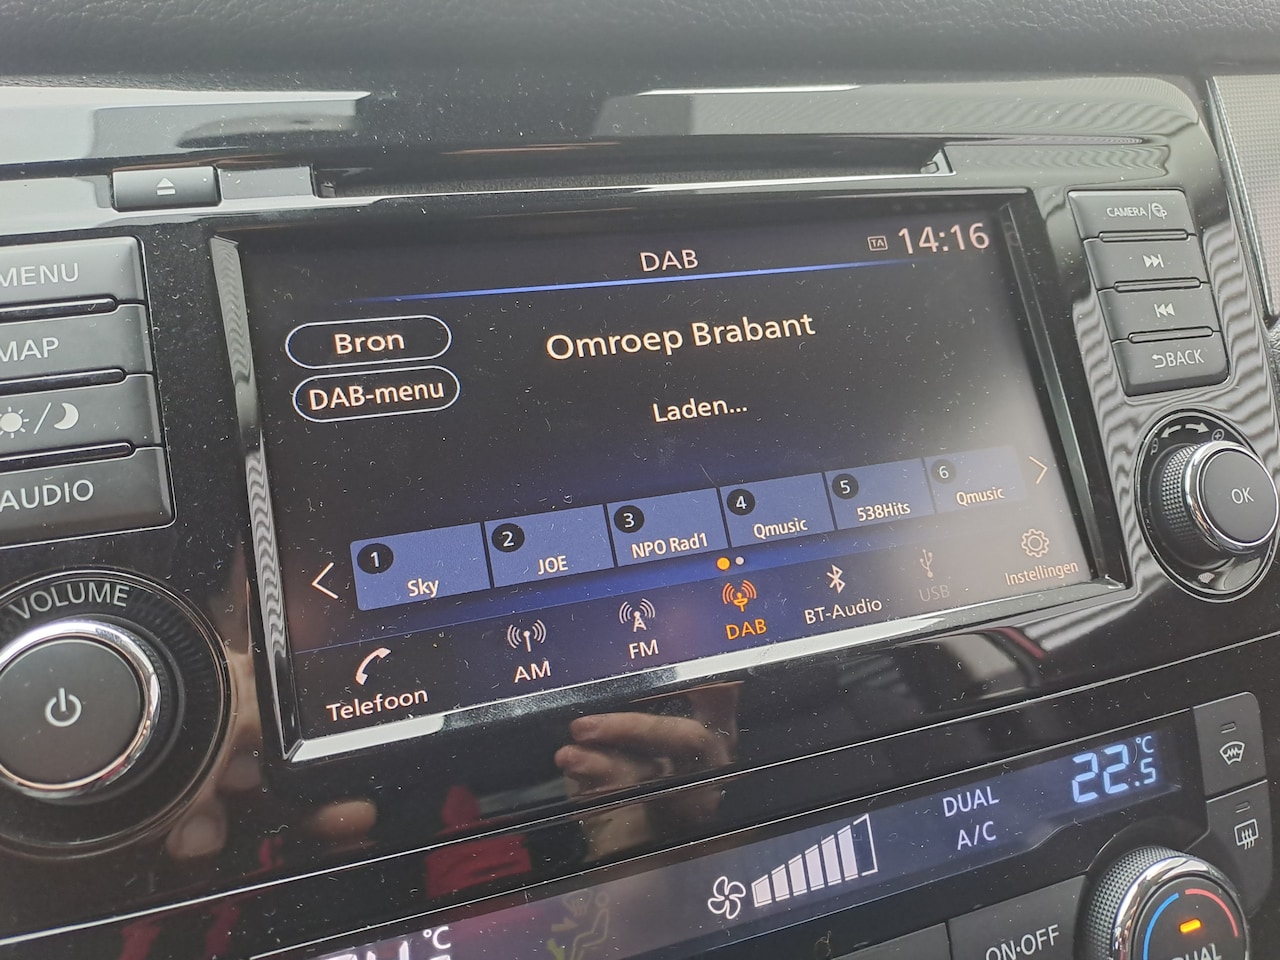 DAB
TA 14:16
Bron
Omroep Brabant
DAB-menu
Laden...
1 Sky
2 JOE
3 NPO Rad1
4 Qmusic
5 538Hits
6 Qmusic
Telefoon
AM
FM
DAB
BT-Audio
USB
Instellingen
MENU
MAP
AUDIO
VOLUME
CAMERA/
BACK
OK
DUAL
A/C
22.5°C
°C
ON·OFF
DUAL